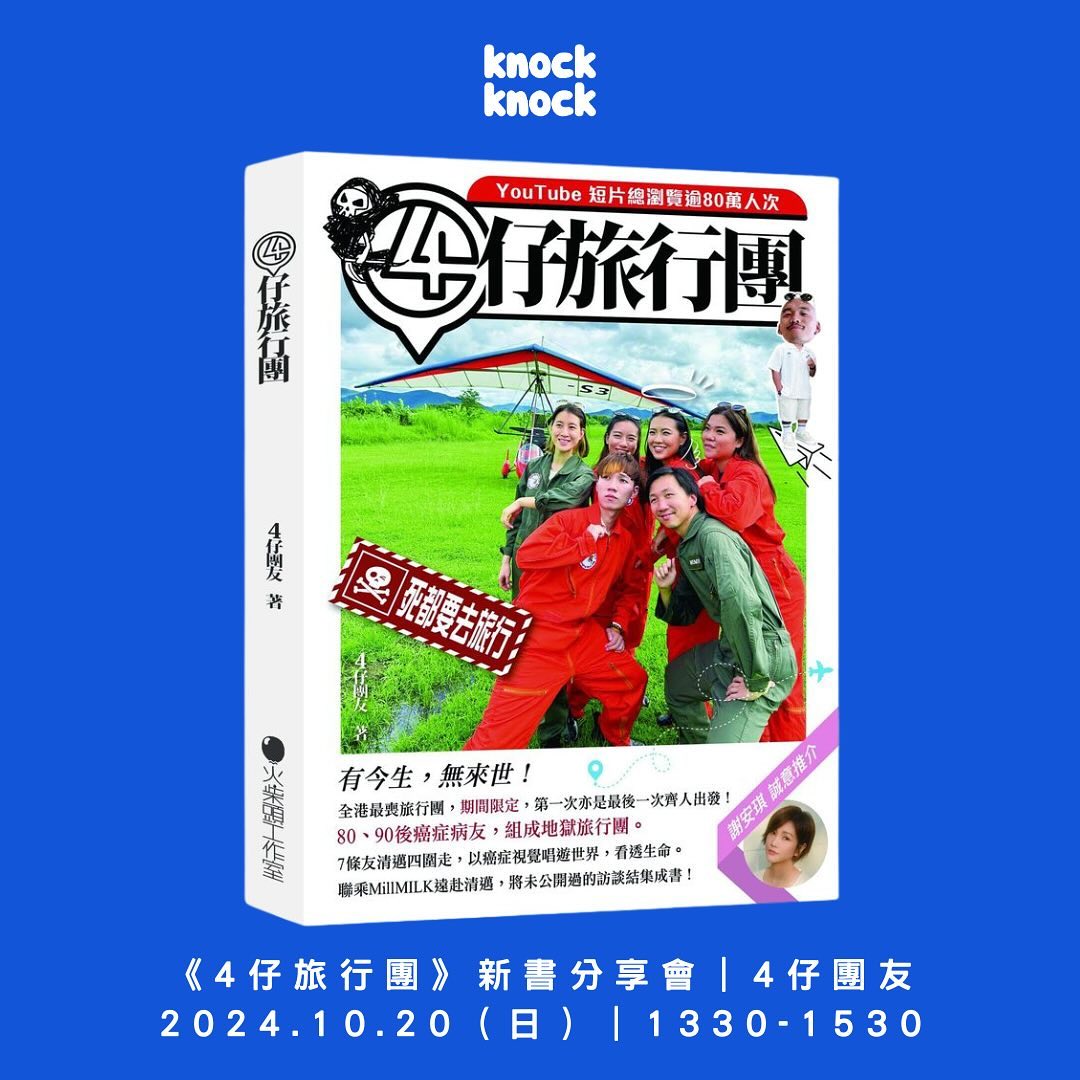 knock
knock
YouTube 短片總瀏覽逾80萬人次
4仔旅行團
S3
死都要去旅行
4仔團友 著
謝安琪 誠意推介
有今生，無來世！
全港最喪旅行團，期間限定，第一次亦是最後一次齊人出發！
80、90後癌症病友，組成地獄旅行團。
7條友清邁四圍走，以癌症視覺唱遊世界，看透生命。
聯乘MillMILK遠赴清邁，將未公開過的訪談結集成書！
4仔旅行團
4仔團友 著
火柴頭工作室
《4仔旅行團》新書分享會｜4仔團友
2024.10.20（日）｜1330-1530